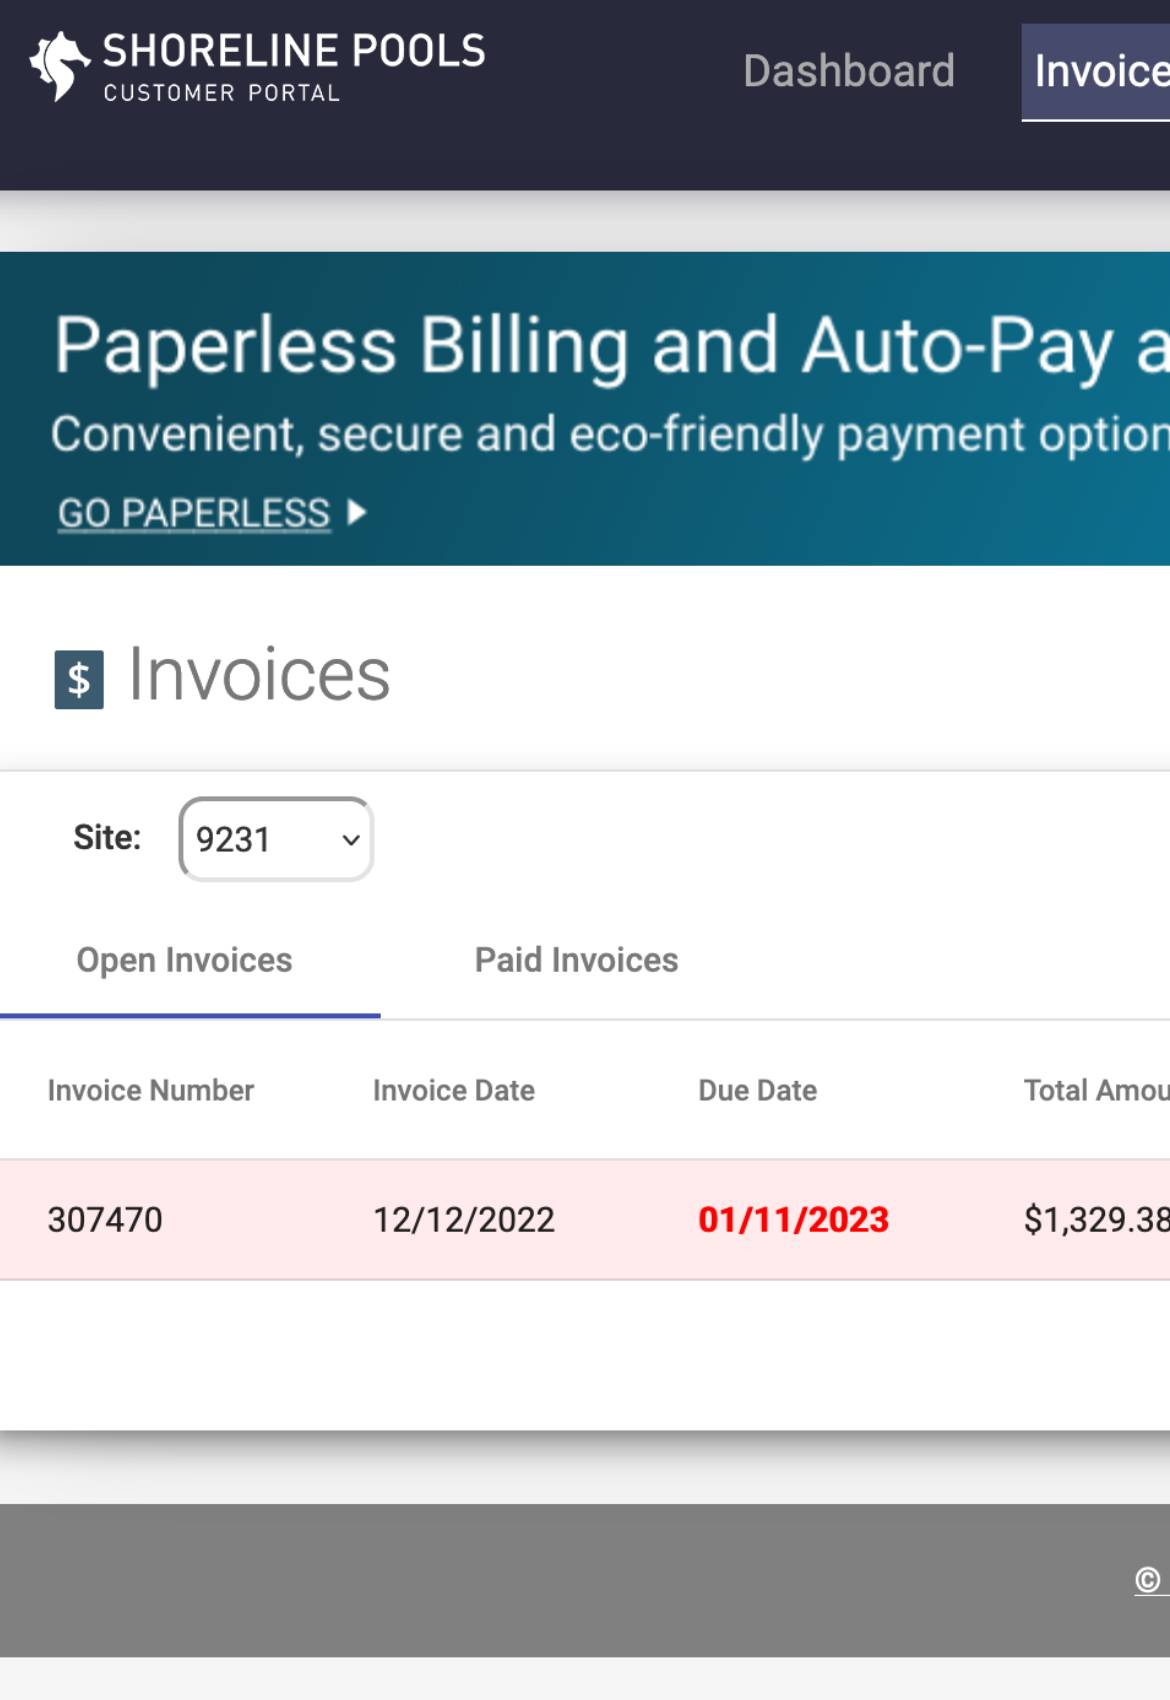 SHORELINE POOLS
CUSTOMER PORTAL
Dashboard
Invoice
Paperless Billing and Auto-Pay a
Convenient, secure and eco-friendly payment option
GO PAPERLESS
$ Invoices
Site: 9231
Open Invoices Paid Invoices
Invoice Number Invoice Date Due Date Total Amou
307470 12/12/2022 01/11/2023 $1,329.38
©